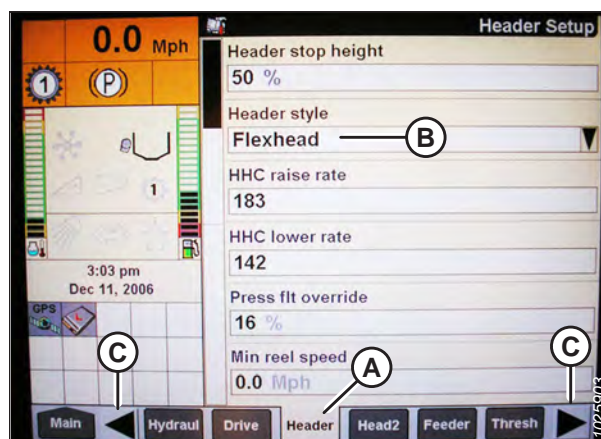 0.0 Mph
Header Setup
1
(P)
Header stop height
50 %
Header style
Flexhead
B
HHC raise rate
183
1
HHC lower rate
142
3:03 pm
Dec 11, 2006
Press flt override
16 %
GPS
L
Min reel speed
0.0 Mph
C
A
C
Main
Hydraul
Drive
Header
Head2
Feeder
Thresh
1025903